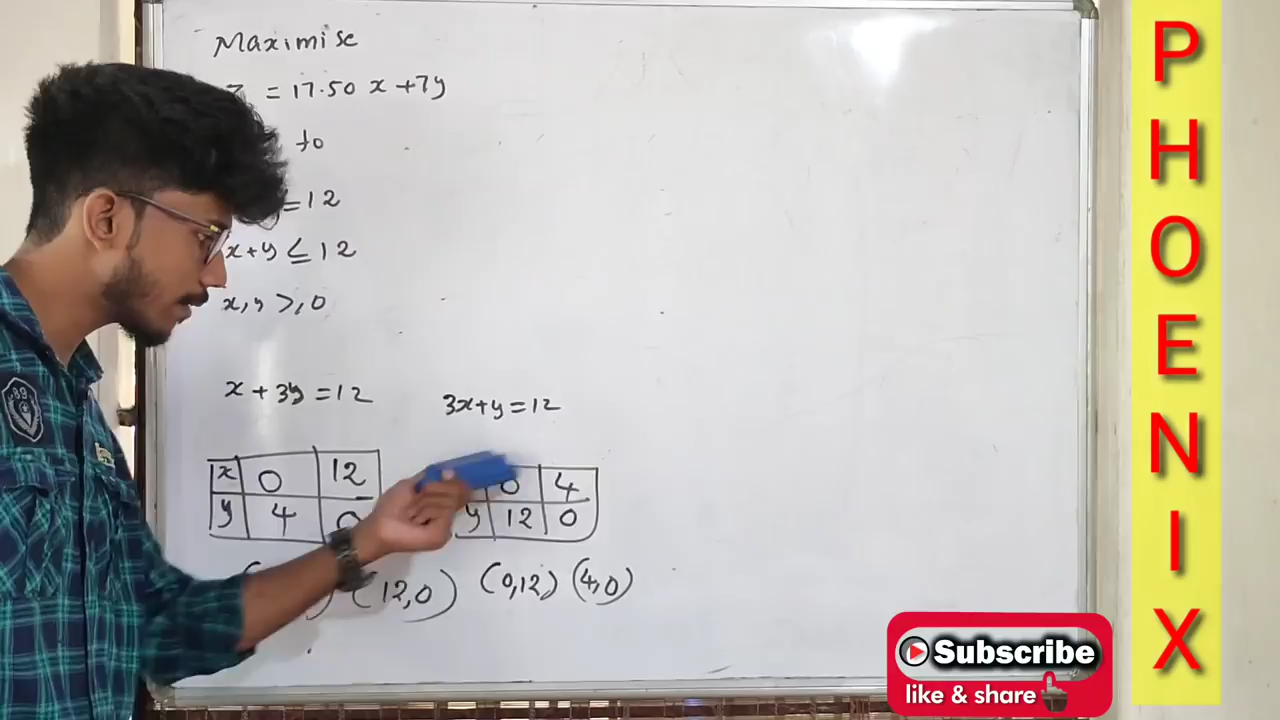 Maximise
= 17.50 x + 7y
to
= 12
x + y ≤ 12
x, y >, 0
x + 3y = 12
3x + y = 12
x 0 12
y 4 0
0 4
y 12 0
(12,0) (0,12) (4,0)
PHOENIX
Subscribe
like & share